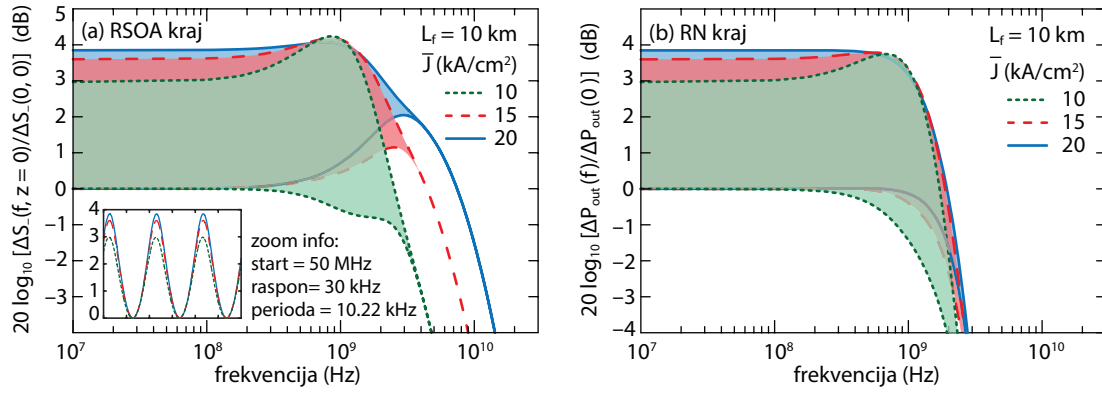 (a) RSOA kraj
L_f = 10 km
J̅ (kA/cm²)
10
15
20
20 log₁₀ [ΔS₋(f, z = 0)/ΔS₋(0, 0)] (dB)
5
4
3
2
1
0
−1
−2
−3
4
3
2
1
0
zoom info:
start = 50 MHz
raspon = 30 kHz
perioda = 10.22 kHz
10⁷ 10⁸ 10⁹ 10¹⁰
frekvencija (Hz)
(b) RN kraj
L_f = 10 km
J̅ (kA/cm²)
10
15
20
20 log₁₀ [ΔP_out(f)/ΔP_out(0)] (dB)
5
4
3
2
1
0
−1
−2
−3
−4
10⁷ 10⁸ 10⁹ 10¹⁰
frekvencija (Hz)